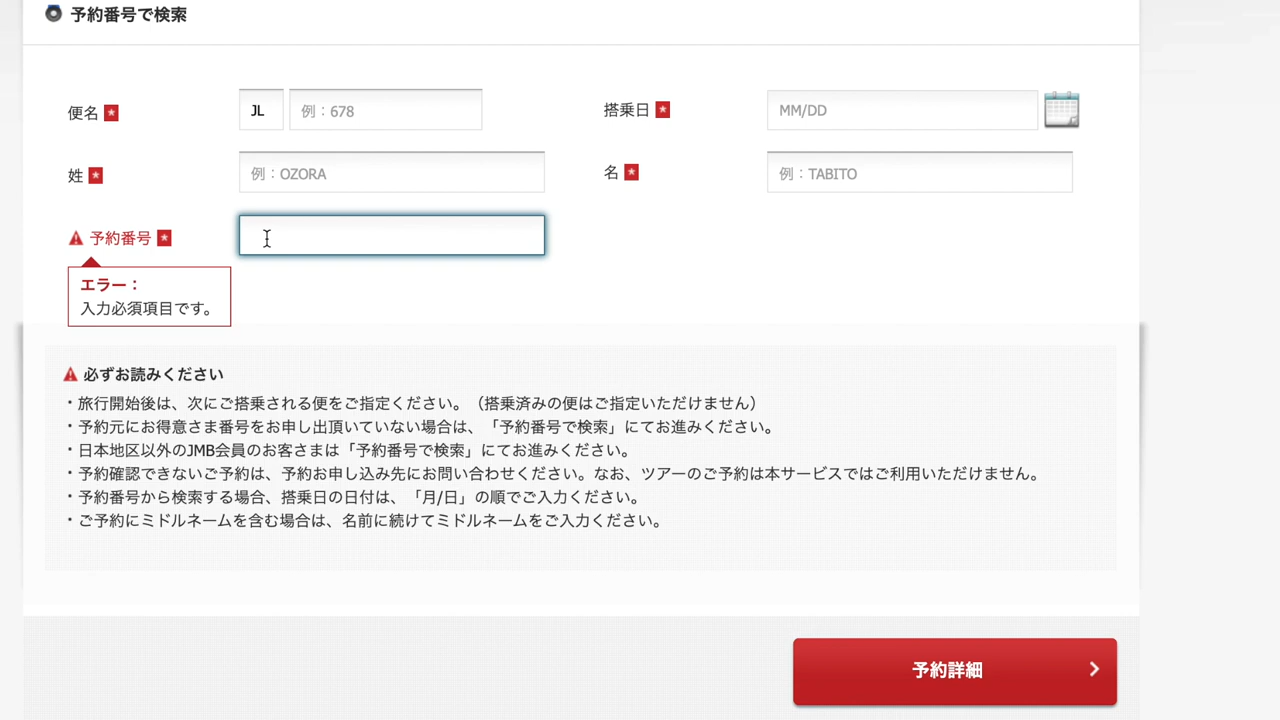 予約番号で検索
便名 JL 例：678 搭乗日 MM/DD
姓 例：OZORA 名 例：TABITO
予約番号
エラー：
入力必須項目です。
必ずお読みください
・旅行開始後は、次にご搭乗される便をご指定ください。（搭乗済みの便はご指定いただけません）
・予約元にお得意さま番号をお申し出頂いていない場合は、「予約番号で検索」にてお進みください。
・日本地区以外のJMB会員のお客さまは「予約番号で検索」にてお進みください。
・予約確認できないご予約は、予約お申し込み先にお問い合わせください。なお、ツアーのご予約は本サービスではご利用いただけません。
・予約番号から検索する場合、搭乗日の日付は、「月/日」の順でご入力ください。
・ご予約にミドルネームを含む場合は、名前に続けてミドルネームをご入力ください。
予約詳細